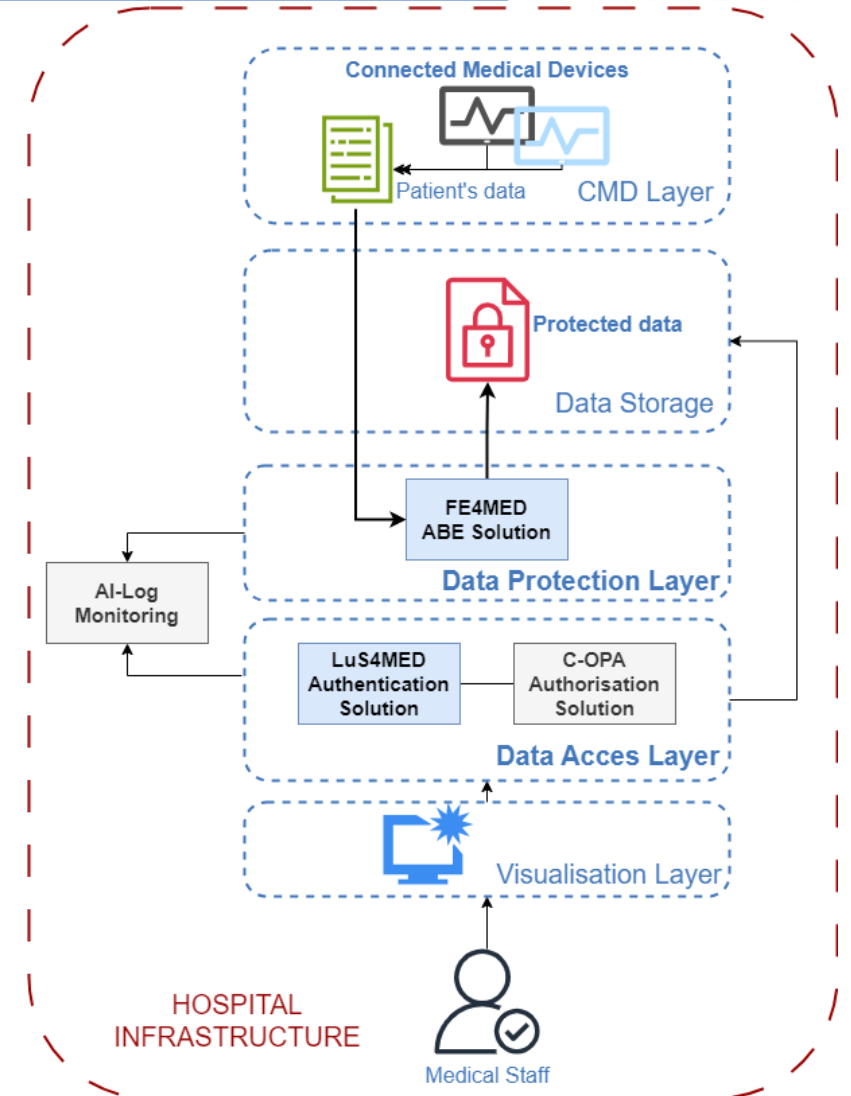 Connected Medical Devices
Patient's data
CMD Layer
Protected data
Data Storage
FE4MED
ABE Solution
Data Protection Layer
AI-Log
Monitoring
LuS4MED
Authentication
Solution
C-OPA
Authorisation
Solution
Data Acces Layer
Visualisation Layer
HOSPITAL
INFRASTRUCTURE
Medical Staff